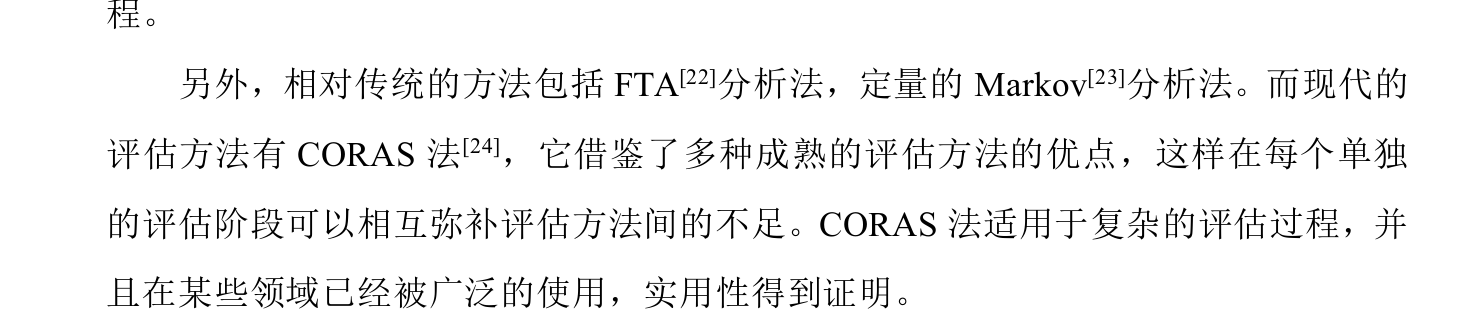 程。
另外，相对传统的方法包括 FTA[22]分析法，定量的 Markov[23]分析法。而现代的
评估方法有 CORAS 法[24]，它借鉴了多种成熟的评估方法的优点，这样在每个单独
的评估阶段可以相互弥补评估方法间的不足。CORAS 法适用于复杂的评估过程，并
且在某些领域已经被广泛的使用，实用性得到证明。